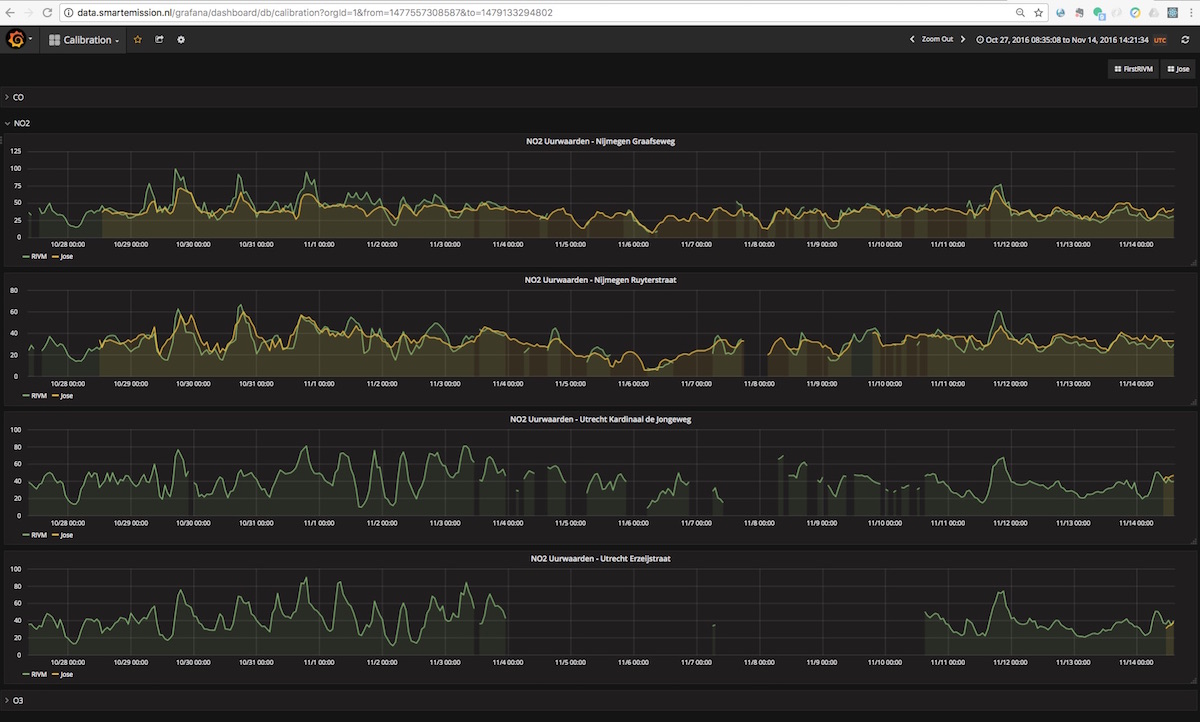 data.smartemission.nl/grafana/dashboard/db/calibration?orgId=1&from=1477557308587&to=1479133294802
Calibration
Zoom Out
Oct 27, 2016 08:35:08 to Nov 14, 2016 14:21:34 UTC
FirstRIVM
Jose
CO
NO2
NO2 Uurwaarden - Nijmegen Graafseweg
125
100
75
50
25
0
10/28 00:00 10/29 00:00 10/30 00:00 10/31 00:00 11/1 00:00 11/2 00:00 11/3 00:00 11/4 00:00 11/5 00:00 11/6 00:00 11/7 00:00 11/8 00:00 11/9 00:00 11/10 00:00 11/11 00:00 11/12 00:00 11/13 00:00 11/14 00:00
RIVM Jose
NO2 Uurwaarden - Nijmegen Ruyterstraat
80
60
40
20
0
10/28 00:00 10/29 00:00 10/30 00:00 10/31 00:00 11/1 00:00 11/2 00:00 11/3 00:00 11/4 00:00 11/5 00:00 11/6 00:00 11/7 00:00 11/8 00:00 11/9 00:00 11/10 00:00 11/11 00:00 11/12 00:00 11/13 00:00 11/14 00:00
RIVM Jose
NO2 Uurwaarden - Utrecht Kardinaal de Jongeweg
100
80
60
40
20
0
10/28 00:00 10/29 00:00 10/30 00:00 10/31 00:00 11/1 00:00 11/2 00:00 11/3 00:00 11/4 00:00 11/5 00:00 11/6 00:00 11/7 00:00 11/8 00:00 11/9 00:00 11/10 00:00 11/11 00:00 11/12 00:00 11/13 00:00 11/14 00:00
RIVM Jose
NO2 Uurwaarden - Utrecht Erzeijstraat
100
80
60
40
20
0
10/28 00:00 10/29 00:00 10/30 00:00 10/31 00:00 11/1 00:00 11/2 00:00 11/3 00:00 11/4 00:00 11/5 00:00 11/6 00:00 11/7 00:00 11/8 00:00 11/9 00:00 11/10 00:00 11/11 00:00 11/12 00:00 11/13 00:00 11/14 00:00
RIVM Jose
O3